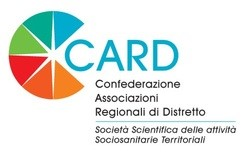 CARD
Confederazione
Associazioni
Regionali di Distretto
Società Scientifica delle attività
Sociosanitarie Territoriali